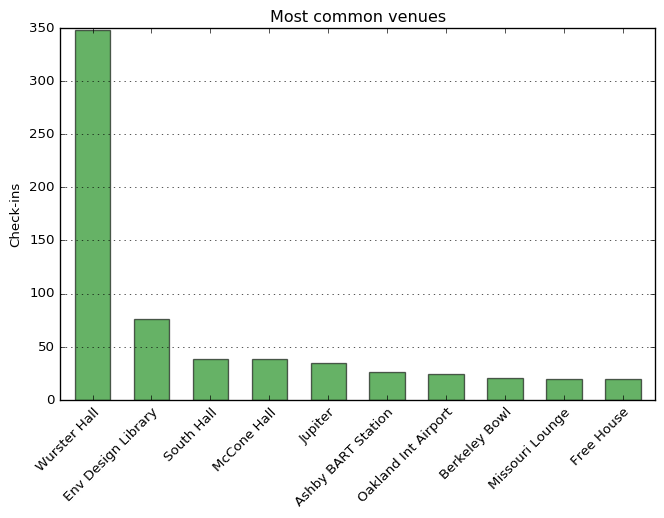 Most common venues
350
300
250
200
150
100
50
0
Check-ins
Wurster Hall
Env Design Library
South Hall
McCone Hall
Jupiter
Ashby BART Station
Oakland Int Airport
Berkeley Bowl
Missouri Lounge
Free House